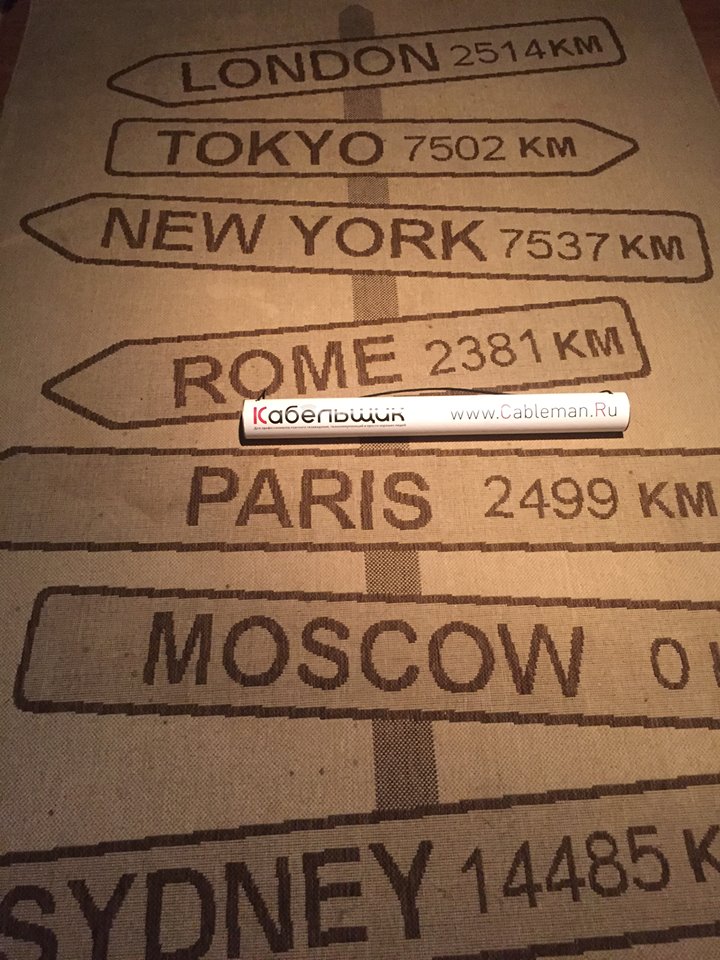 LONDON 2514 KM
TOKYO 7502 KM
NEW YORK 7537 KM
ROME 2381 KM
Кабельщик www.Cableman.Ru
PARIS 2499 KM
MOSCOW 0
SYDNEY 14485 K